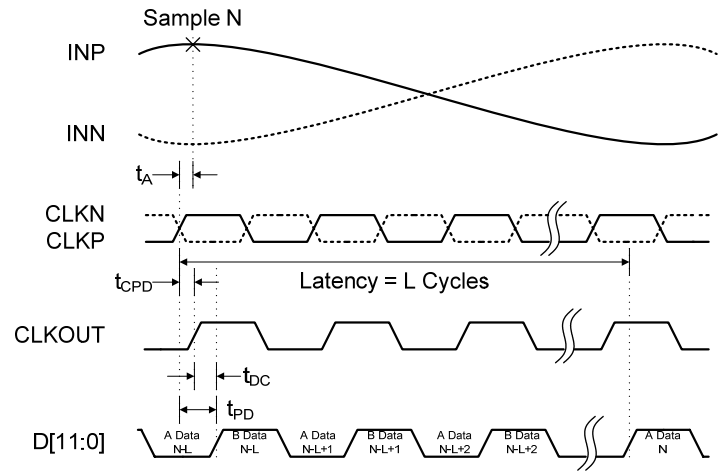 Sample N
INP
INN
tA
CLKN
CLKP
tCPD
Latency = L Cycles
CLKOUT
tDC
tPD
D[11:0]
A Data
N-L
B Data
N-L
A Data
N-L+1
B Data
N-L+1
A Data
N-L+2
B Data
N-L+2
A Data
N